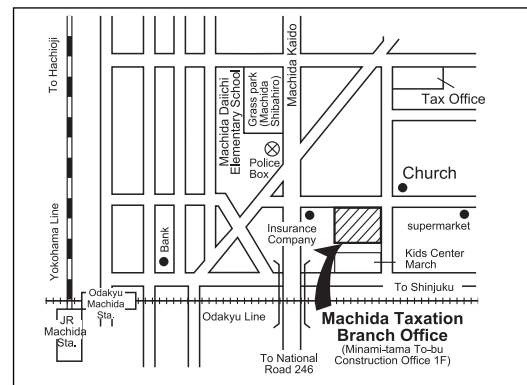 To Hachioji
Yokohama Line
JR
Machida
Sta.
Odakyu
Machida
Sta.
Bank
Machida Daiichi
Elementary School
Grass park
(Machida
Shibahiro)
Machida Kaido
Police
Box
Tax Office
Church
Insurance
Company
supermarket
Kids Center
March
To Shinjuku
Odakyu Line
To National
Road 246
Machida Taxation
Branch Office
(Minami-tama To-bu
Construction Office 1F)